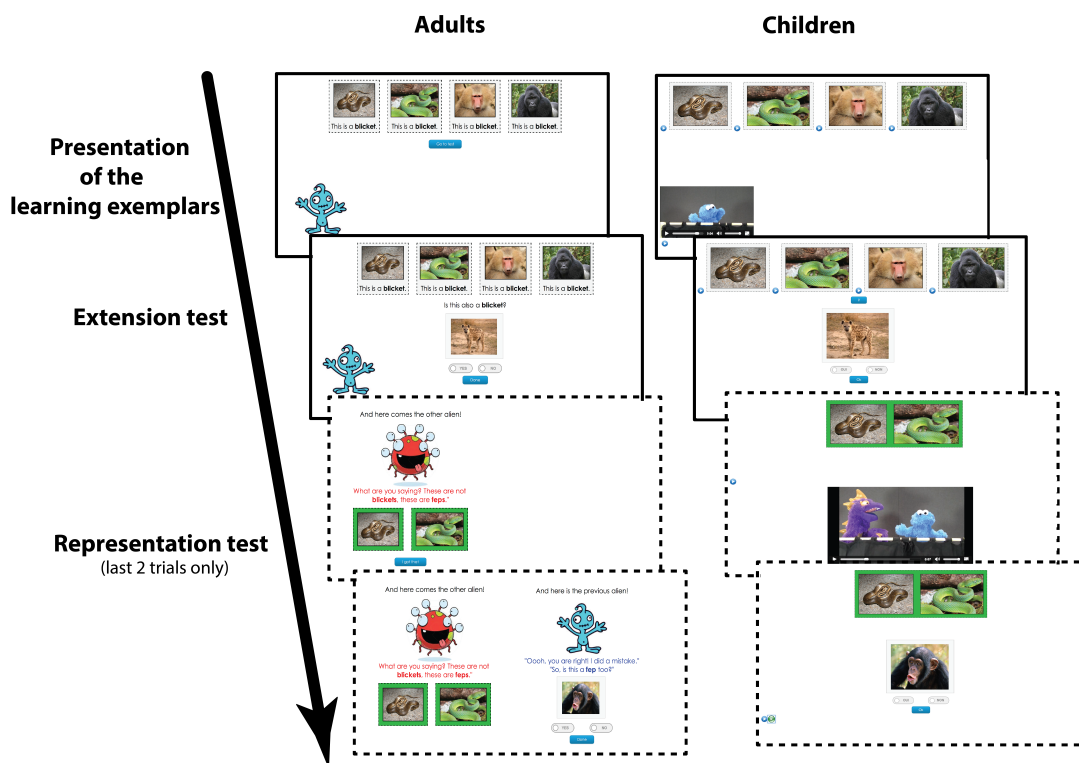 Adults
Children
Presentation
of the
learning exemplars
This is a blicket. This is a blicket. This is a blicket. This is a blicket.
Go to test
Extension test
This is a blicket. This is a blicket. This is a blicket. This is a blicket.
Is this also a blicket?
YES NO
Done
Ok
Representation test
(last 2 trials only)
And here comes the other alien!
What are you saying? These are not
blickets, these are feps."
I got this!
And here comes the other alien!
What are you saying? These are not
blickets, these are feps."
And here is the previous alien!
"Oooh, you are right! I did a mistake."
"So, is this a fep too?"
YES NO
Done
Ok